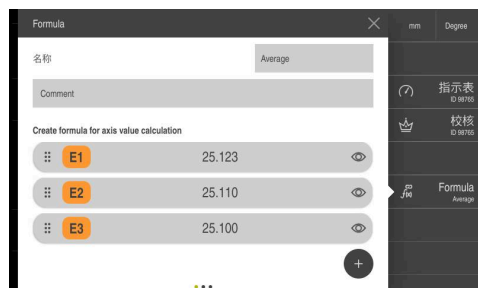 Formula
名称
Average
Comment
Create formula for axis value calculation
E1 25.123
E2 25.110
E3 25.100
+
mm Degree
指示表
ID 98765
校核
ID 98765
Formula
Average